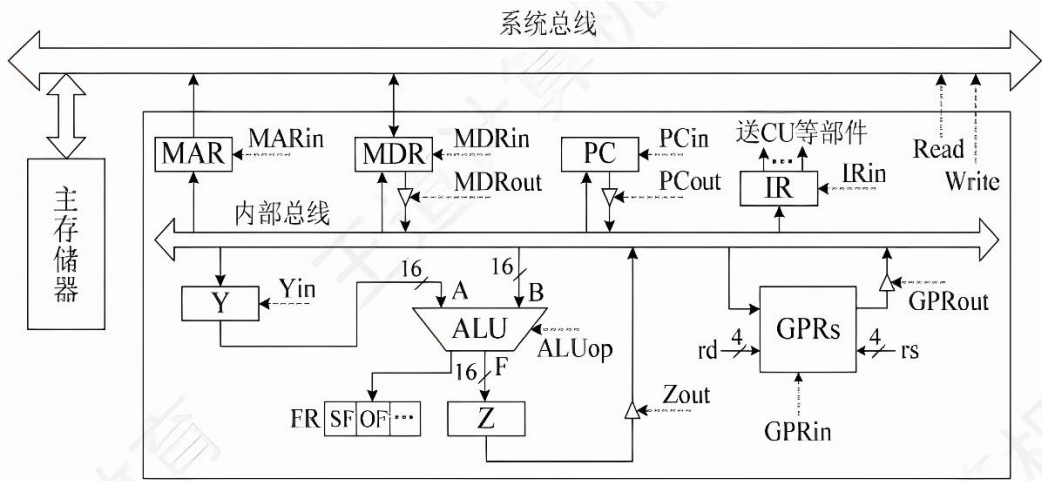 系统总线
MAR
MARin
MDR
MDRin
MDRout
PC
PCin
PCout
送CU等部件
...
IR
IRin
Read
Write
主存储器
内部总线
Y
Yin
16
A
16
B
ALU
ALUop
16
F
FR
SF
OF
...
Z
Zout
rd
4
GPRs
4
rs
GPRout
GPRin